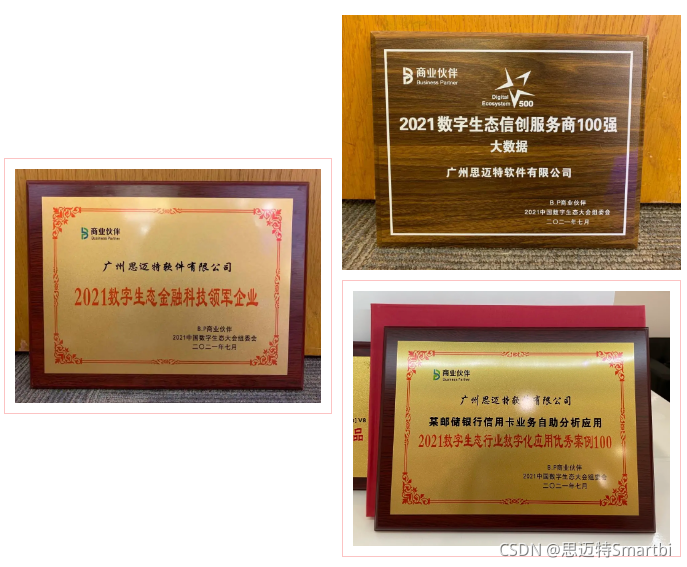 商业伙伴
Business Partner
Digital
Ecosystem 500
2021数字生态信创服务商100强
大数据
广州思迈特软件有限公司
B.P商业伙伴
2021中国数字生态大会组委会
二〇二一年七月
商业伙伴
Business Partner
广州思迈特软件有限公司
2021数字生态金融科技领军企业
B.P商业伙伴
2021中国数字生态大会组委会
二〇二一年七月
商业伙伴
Business Partner
广州思迈特软件有限公司
某邮储银行信用卡业务自助分析应用
2021数字生态行业数字化应用优秀案例100
B.P商业伙伴
2021中国数字生态大会组委会
二〇二一年七月
品
CSDN @思迈特Smartbi